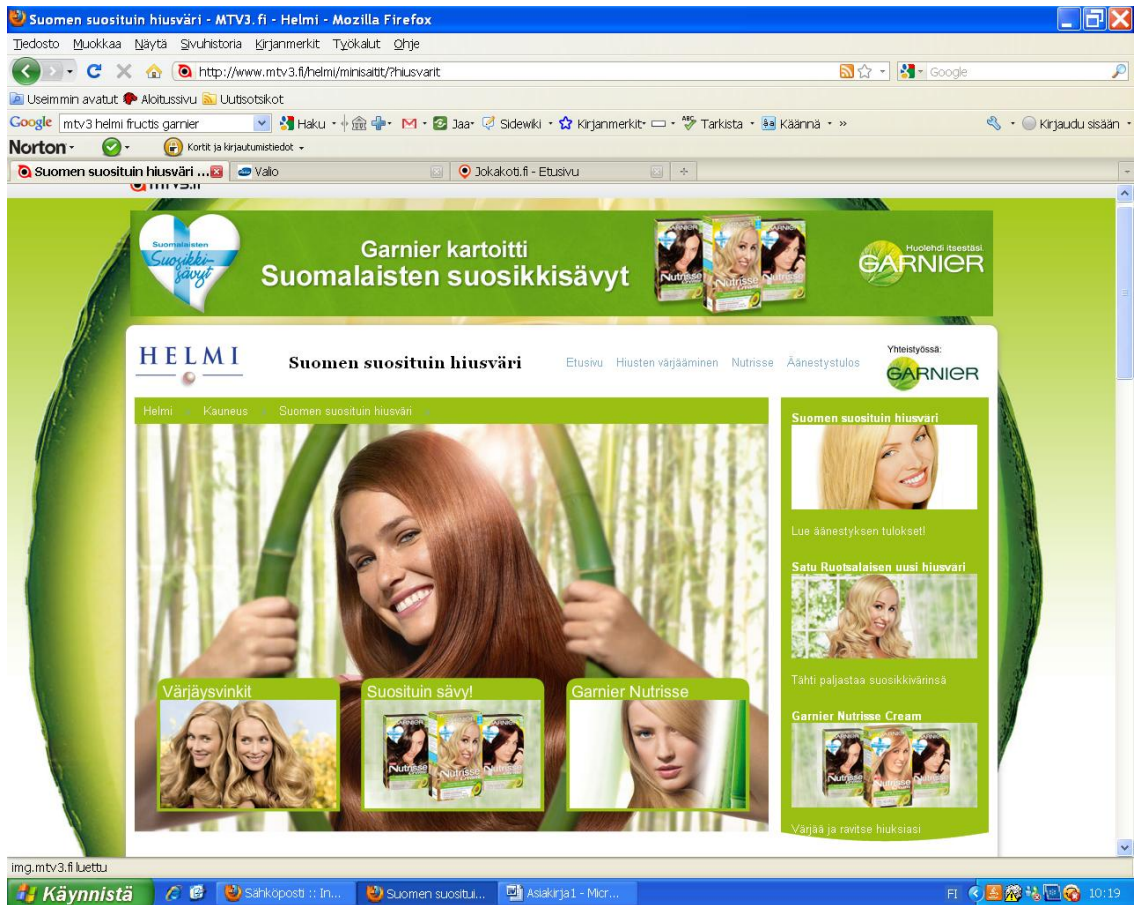 Suomen suosituin hiusväri - MTV3.fi - Helmi - Mozilla Firefox
Tiedosto Muokkaa Näytä Sivuhistoria Kirjanmerkit Työkalut Ohje
http://www.mtv3.fi/helmi/minisaitit/?hiusvarit
Google
Useimmin avatut Aloitussivu Uutisotsikot
Google mtv3 helmi fructis garnier Haku Jaa Sidewiki Kirjanmerkit Tarkista Käännä » Kirjaudu sisään
Norton Kortit ja kirjautumistiedot
Suomen suosituin hiusväri ... Valio Jokakoti.fi - Etusivu
mtv3.fi
Suomalaisten
Suosikki-
sävyt
Garnier kartoitti
Suomalaisten suosikkisävyt
Huolehdi itsestäsi.
GARNIER
Nutrisse
HELMI
Suomen suosituin hiusväri
Etusivu Hiusten värjääminen Nutrisse Äänestystulos
Yhteistyössä:
GARNIER
Helmi Kauneus Suomen suosituin hiusväri
Suomen suosituin hiusväri
Lue äänestyksen tulokset!
Satu Ruotsalaisen uusi hiusväri
Tähti paljastaa suosikkivärinsä
Garnier Nutrisse Cream
Nutrisse
Värjää ja ravitse hiuksiasi
Värjäysvinkit
Suosituin sävy!
Nutrisse
Garnier Nutrisse
img.mtv3.fi luettu
Käynnistä Sähköposti :: In... Suomen suositui... Asiakirja1 - Micr... FI 10:19